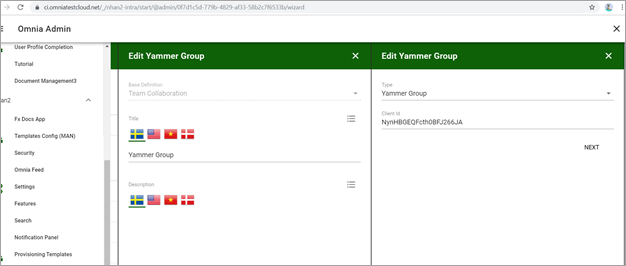 ci.omniatestcloud.net/_/nhan2-intra/start/@admin/0f7d1c5d-779b-4829-af33-58b2c7f6533b/wizard
Omnia Admin
User Profile Completion
Tutorial
Document Management3
an2
Fx Docs App
Templates Config (MAN)
Security
Omnia Feed
Settings
Features
Search
Notification Panel
Provisioning Templates
Edit Yammer Group
Base Definition
Team Collaboration
Title
Yammer Group
Description
Edit Yammer Group
Type
Yammer Group
Client Id
NynHBGEQFcth0BFJ266JA
NEXT